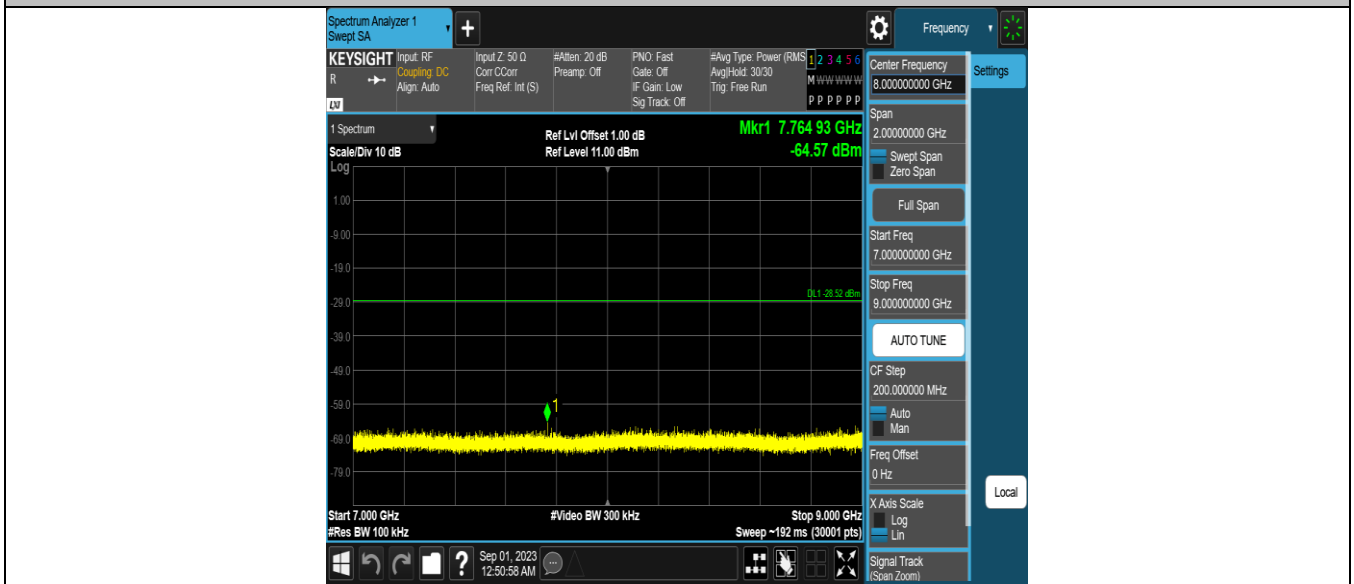 Spectrum Analyzer 1
Swept SA
+
Frequency
KEYSIGHT
R
LXI
Input: RF
Coupling: DC
Align: Auto
Input Z: 50 Ω
Corr CCorr
Freq Ref: Int (S)
#Atten: 20 dB
Preamp: Off
PNO: Fast
Gate: Off
IF Gain: Low
Sig Track: Off
#Avg Type: Power (RMS
Avg|Hold: 30/30
Trig: Free Run
1 2 3 4 5 6
M W W W W W
P P P P P P
1 Spectrum
Scale/Div 10 dB
Log
Ref Lvl Offset 1.00 dB
Ref Level 11.00 dBm
Mkr1 7.764 93 GHz
-64.57 dBm
1.00
-9.00
-19.0
-29.0
-39.0
-49.0
-59.0
-69.0
-79.0
DL1 -28.52 dBm
1
Start 7.000 GHz
#Res BW 100 kHz
#Video BW 300 kHz
Stop 9.000 GHz
Sweep ~192 ms (30001 pts)
Center Frequency
8.000000000 GHz
Span
2.00000000 GHz
Swept Span
Zero Span
Full Span
Start Freq
7.000000000 GHz
Stop Freq
9.000000000 GHz
AUTO TUNE
CF Step
200.000000 MHz
Auto
Man
Freq Offset
0 Hz
X Axis Scale
Log
Lin
Signal Track
(Span Zoom)
Settings
Local
?
Sep 01, 2023
12:50:58 AM